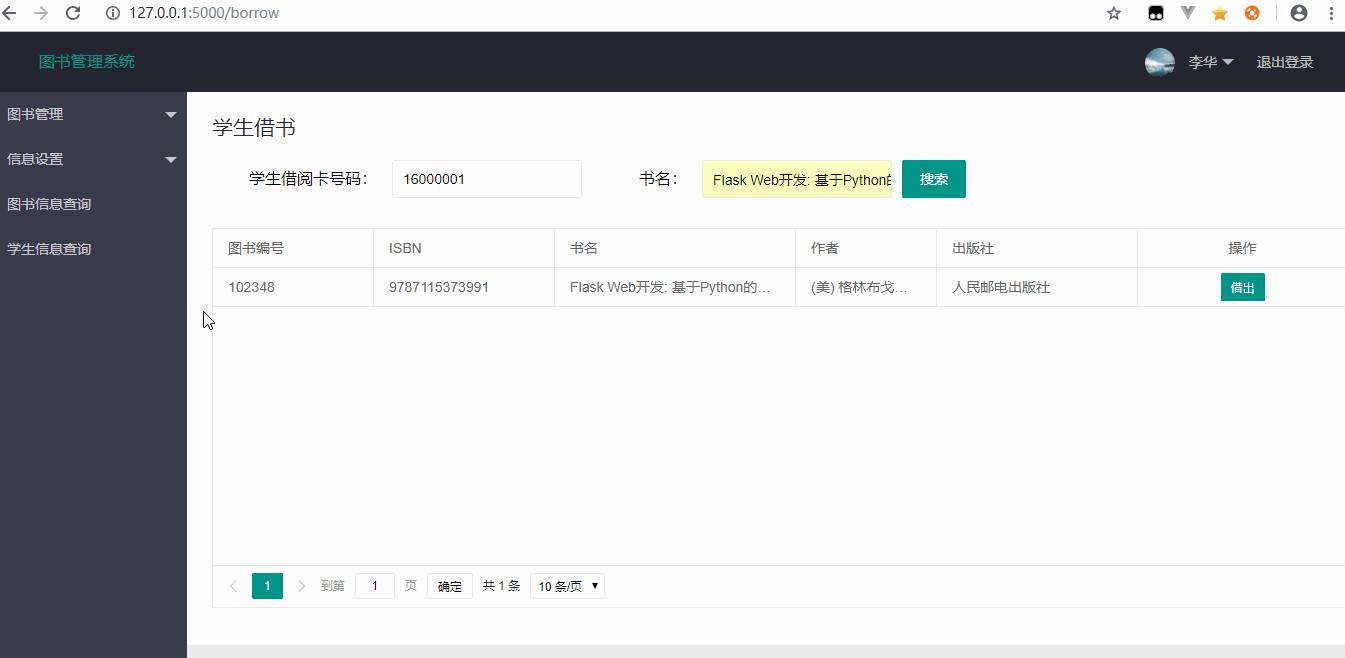 127.0.0.1:5000/borrow
图书管理系统 李华 退出登录
图书管理
信息设置
图书信息查询
学生信息查询
学生借书
学生借阅卡号码： 16000001 书名： Flask Web开发: 基于Python的 搜索
图书编号 ISBN 书名 作者 出版社 操作
102348 9787115373991 Flask Web开发: 基于Python的... (美) 格林布戈... 人民邮电出版社 借出
1 到第 1 页 确定 共 1 条 10 条/页